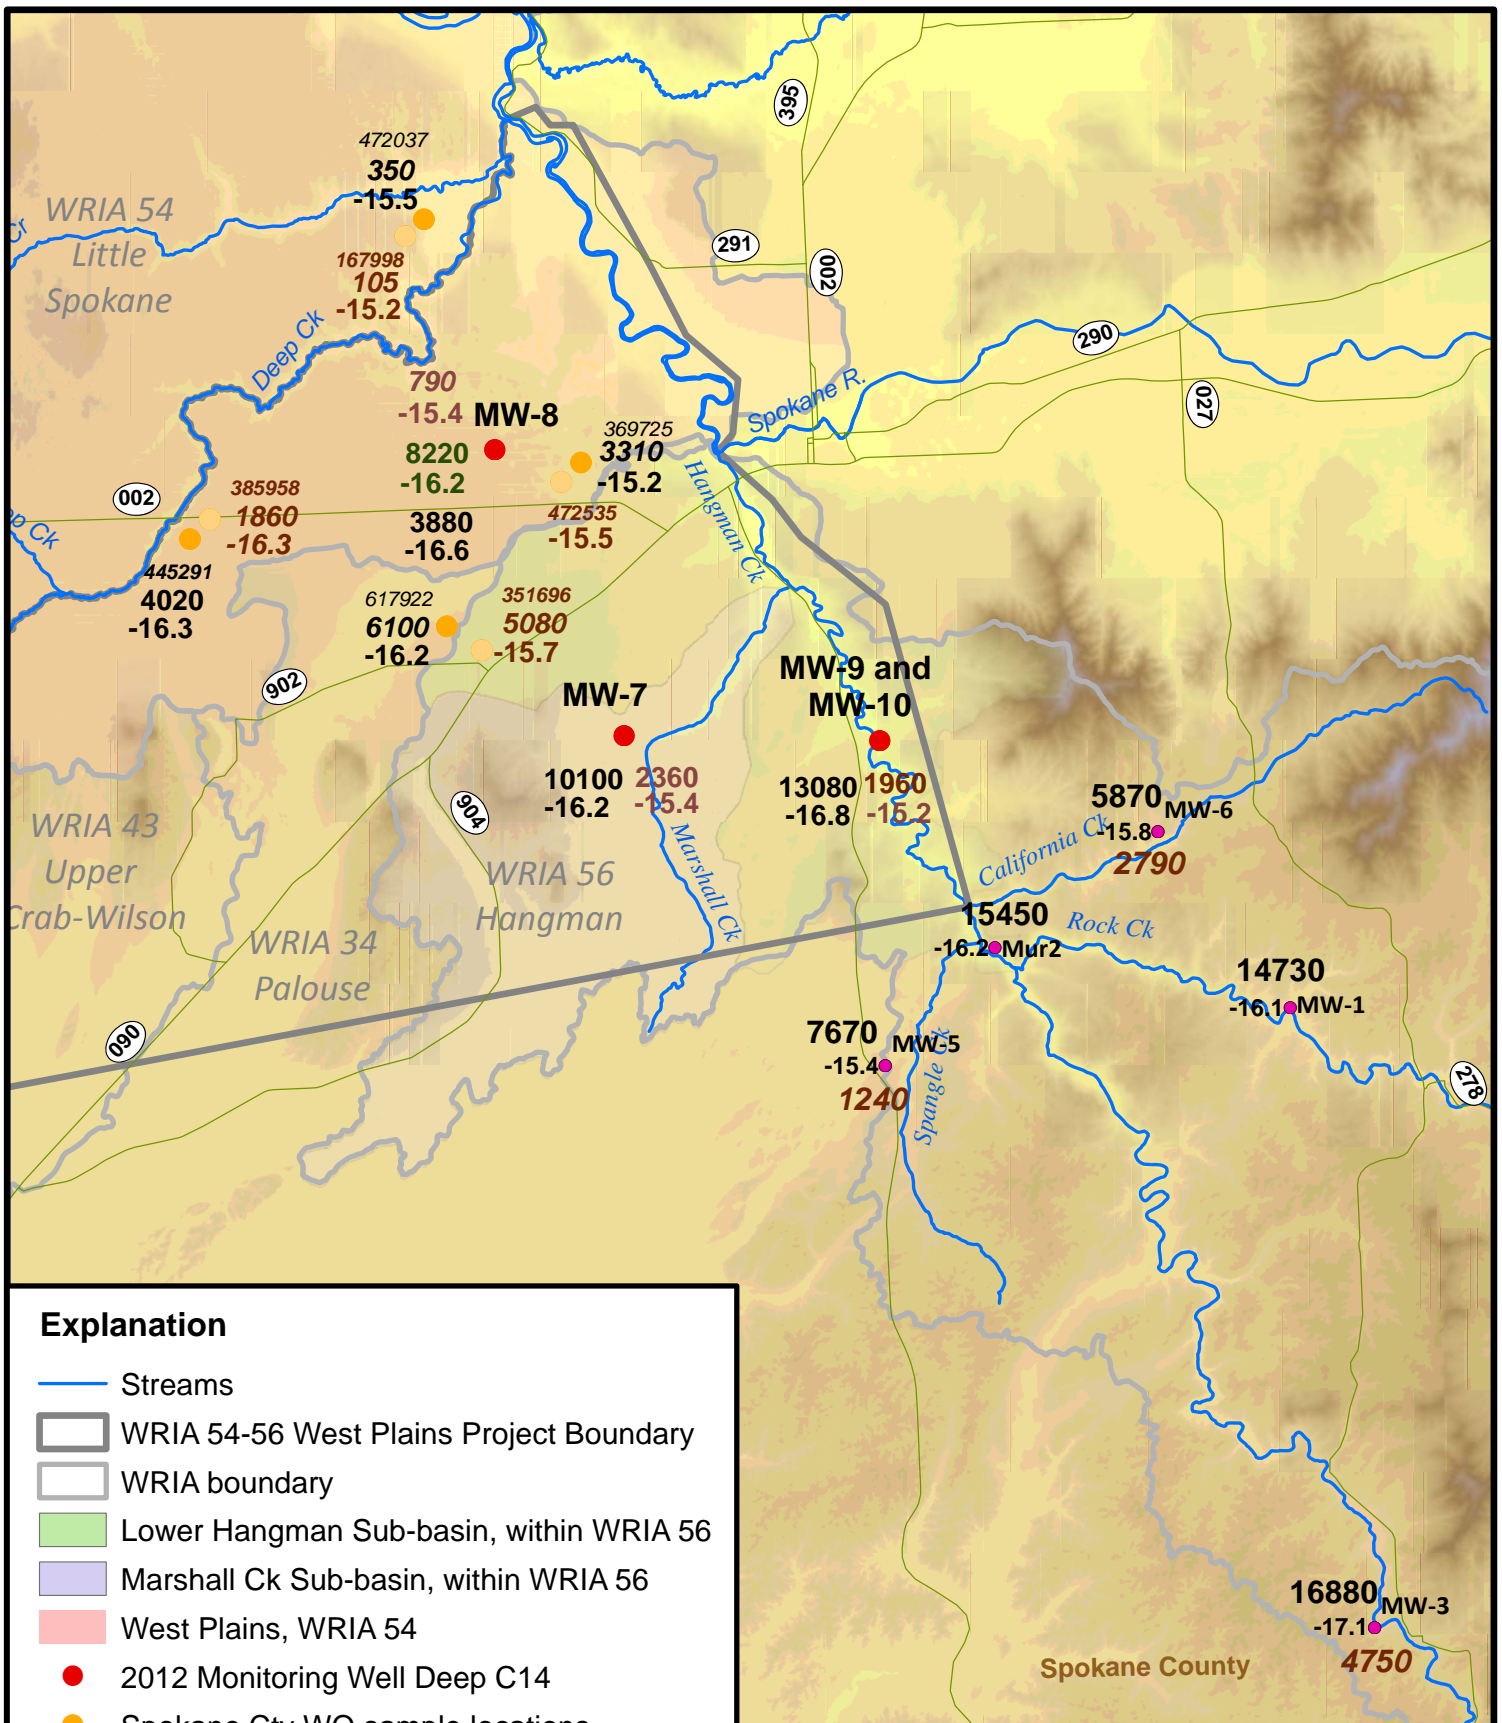 395
472037
350
-15.5
WRIA 54
Little
Spokane
Cr
291
002
167998
105
-15.2
Deep Ck
290
790
-15.4
MW-8
Spokane R.
027
8220
-16.2
369725
3310
-15.2
Hangman Ck
002
385958
1860
-16.3
3880
-16.6
472535
-15.5
Ck
445291
4020
-16.3
617922
6100
-16.2
351696
5080
-15.7
902
MW-7
MW-9 and
MW-10
10100
-16.2
2360
-15.4
13080
-16.8
1960
-15.2
5870
MW-6
-15.8
2790
904
WRIA 43
Upper
Crab-Wilson
WRIA 56
Hangman
Marshall Ck
California Ck
15450
-16.2
Mur2
Rock Ck
WRIA 34
Palouse
14730
-16.1
MW-1
090
7670
MW-5
-15.4
1240
Spangle Ck
278
Explanation
Streams
WRIA 54-56 West Plains Project Boundary
WRIA boundary
Lower Hangman Sub-basin, within WRIA 56
Marshall Ck Sub-basin, within WRIA 56
West Plains, WRIA 54
2012 Monitoring Well Deep C14
Spokane Cty WQ sample locations
16880
MW-3
-17.1
4750
Spokane County